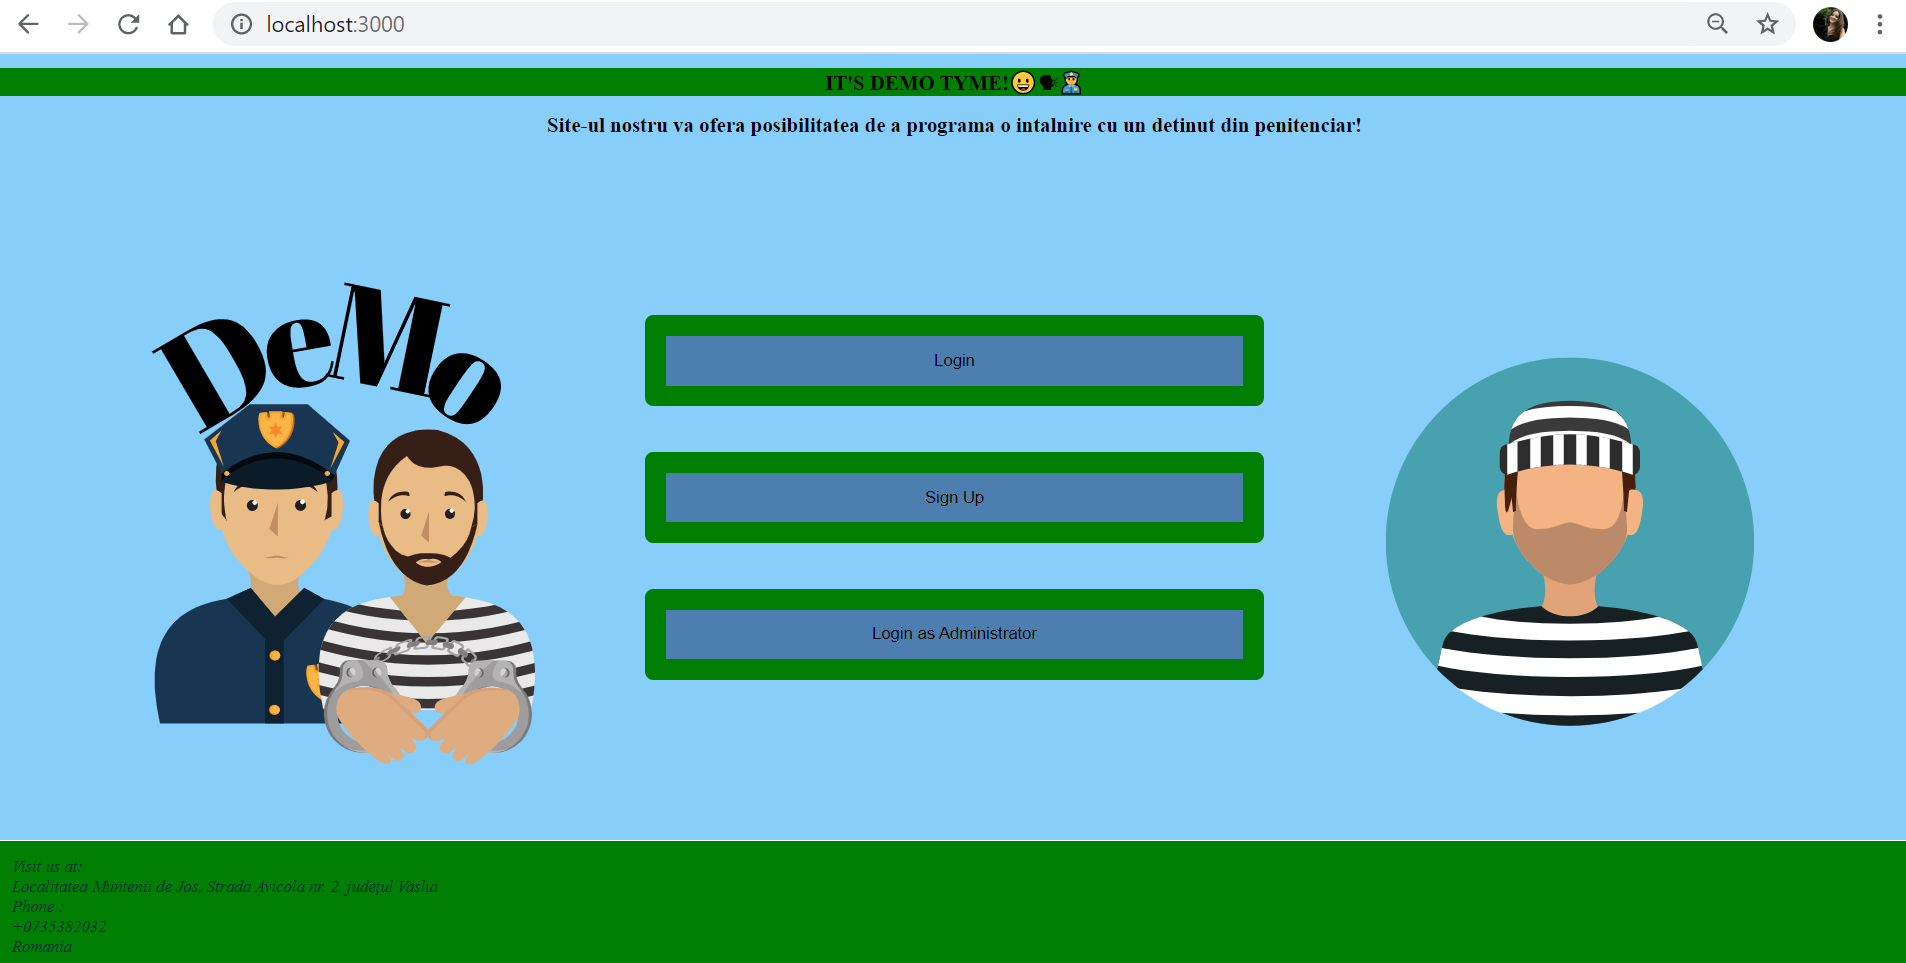 localhost:3000
IT'S DEMO TYME!😀🗣👮
Site-ul nostru va ofera posibilitatea de a programa o intalnire cu un detinut din penitenciar!
DeMo
Login
Sign Up
Login as Administrator
Visit us at:
Localitatea Muntenii de Jos, Strada Avicola nr. 2, județul Vaslui
Phone :
+0735382032
Romania